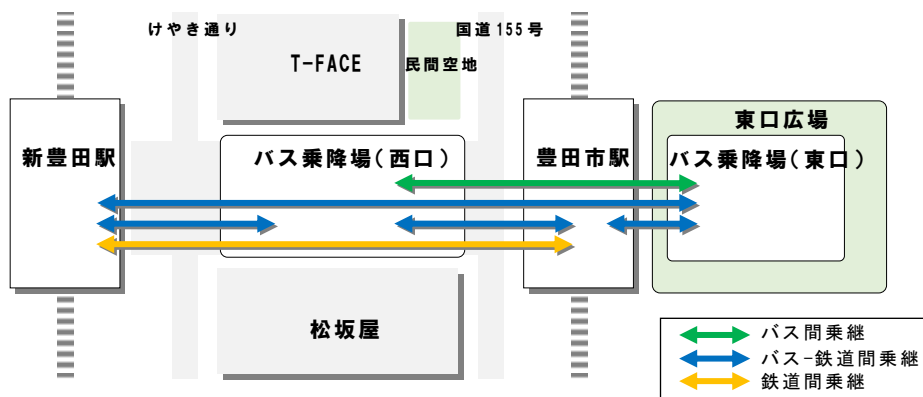 けやき通り
国道155号
T-FACE
民間空地
東口広場
新豊田駅
バス乗降場(西口)
豊田市駅
バス乗降場(東口)
松坂屋
バス間乗継
バス-鉄道間乗継
鉄道間乗継